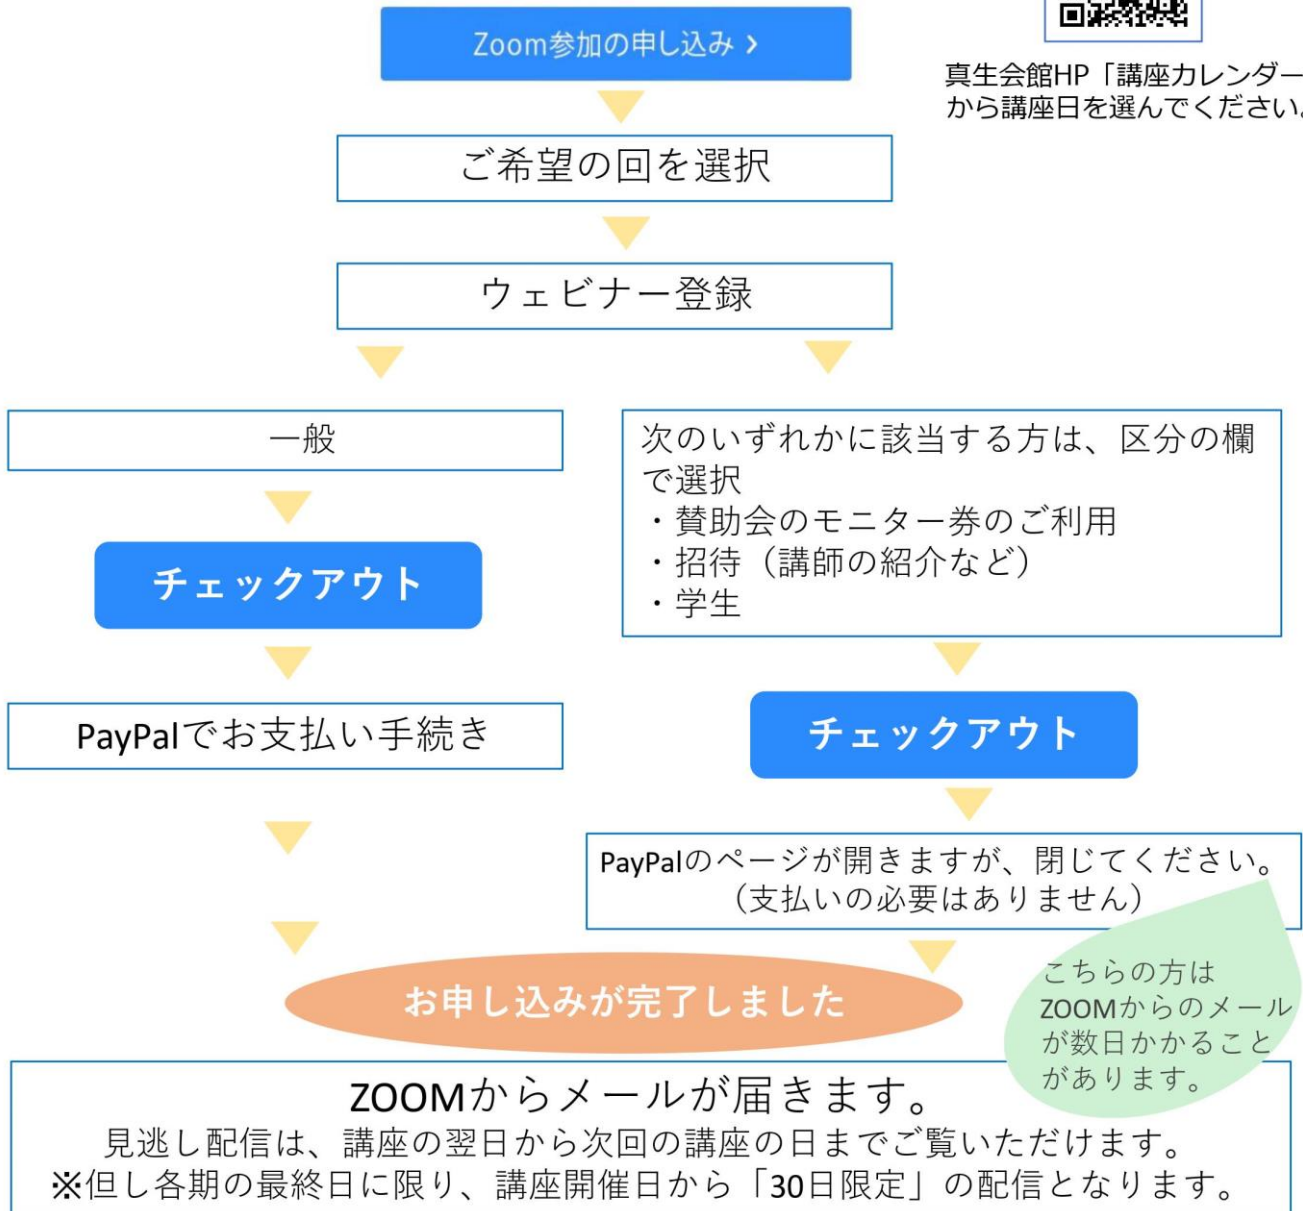 Zoom参加の申し込み ›
真生会館HP「講座カレンダー
から講座日を選んでください。
ご希望の回を選択
ウェビナー登録
一般
チェックアウト
PayPalでお支払い手続き
次のいずれかに該当する方は、区分の欄
で選択
・賛助会のモニター券のご利用
・招待（講師の紹介など）
・学生
チェックアウト
PayPalのページが開きますが、閉じてください。
（支払いの必要はありません）
こちらの方は
ZOOMからのメール
が数日かかること
があります。
お申し込みが完了しました
ZOOMからメールが届きます。
見逃し配信は、講座の翌日から次回の講座の日までご覧いただけます。
※但し各期の最終日に限り、講座開催日から「30日限定」の配信となります。